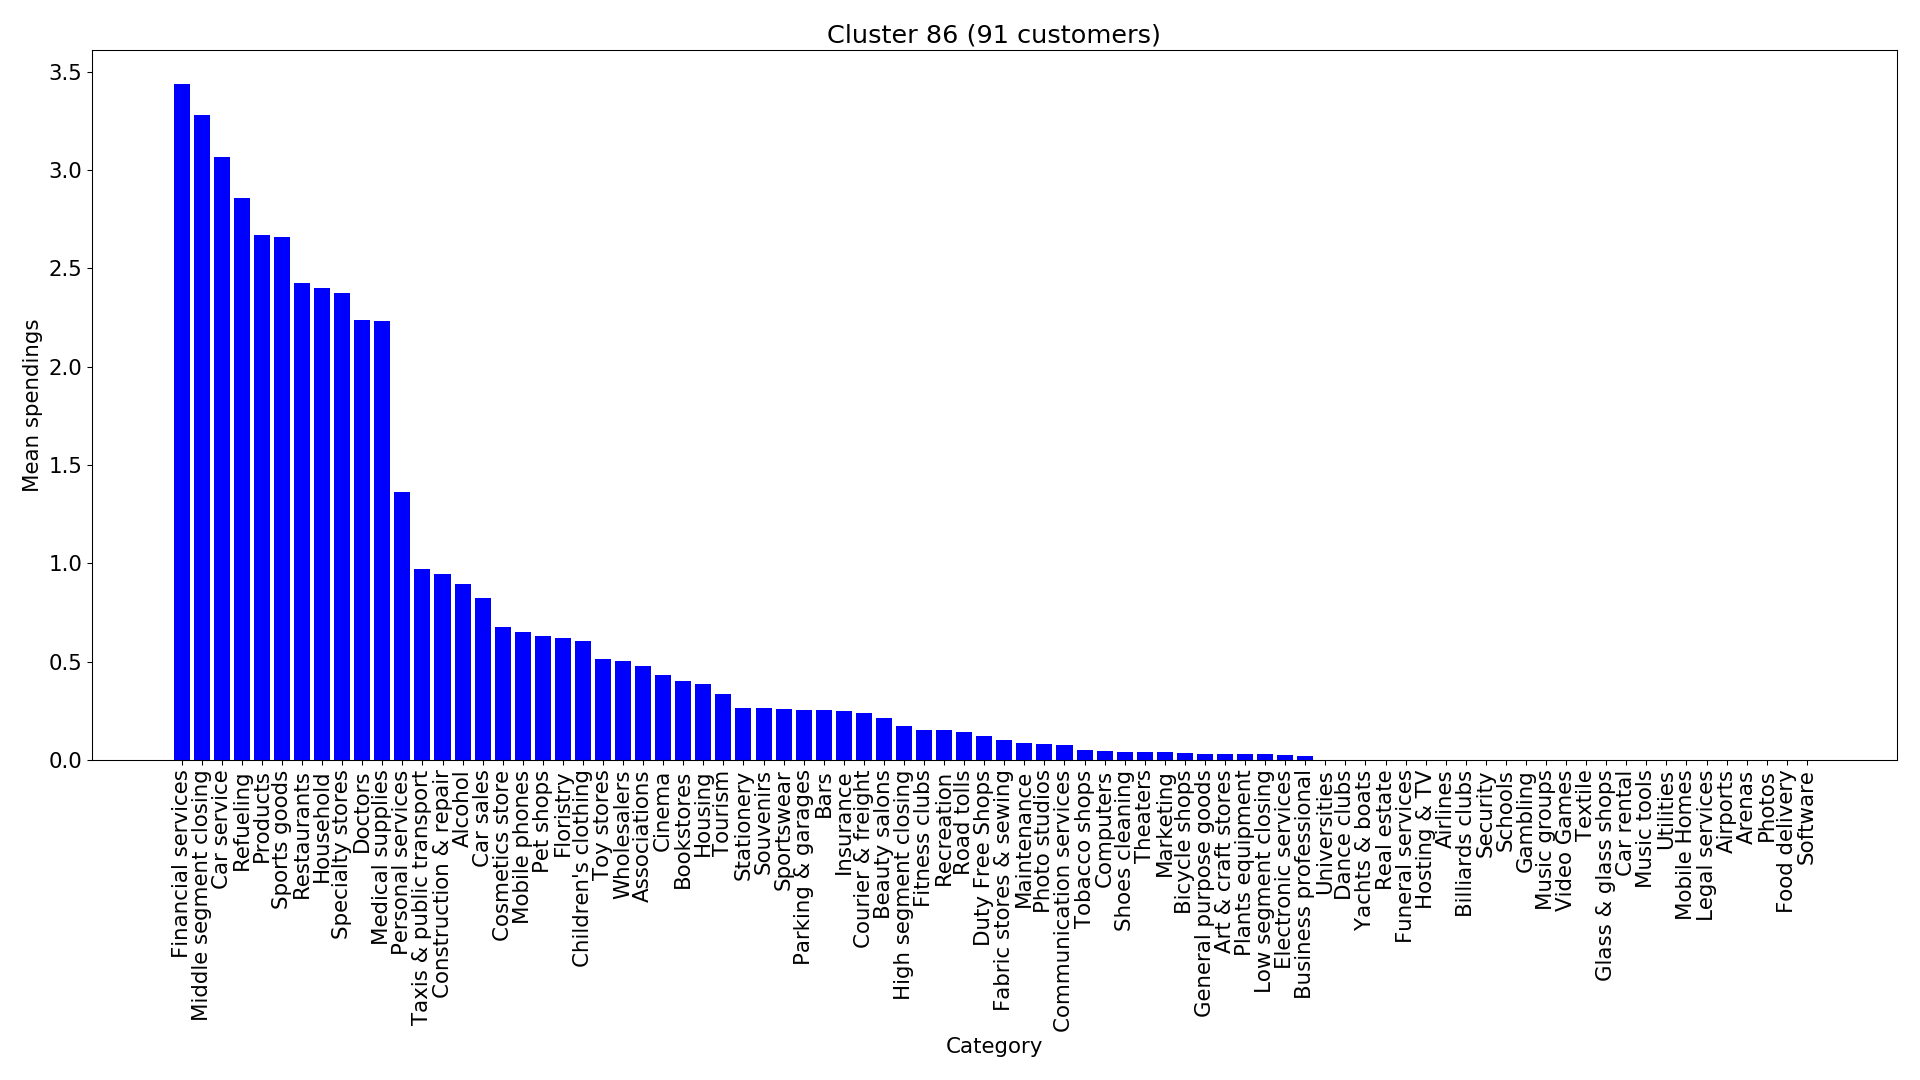 Cluster 86 (91 customers)
3.5
3.0
2.5
2.0
1.5
1.0
0.5
0.0
Mean spendings
Financial services
Middle segment closing
Car service
Refueling
Products
Sports goods
Restaurants
Household
Specialty stores
Doctors
Medical supplies
Personal services
Taxis & public transport
Construction & repair
Alcohol
Car sales
Cosmetics store
Mobile phones
Pet shops
Floristry
Children's clothing
Toy stores
Wholesalers
Associations
Cinema
Bookstores
Housing
Tourism
Stationery
Souvenirs
Sportswear
Parking & garages
Bars
Insurance
Courier & freight
Beauty salons
High segment closing
Fitness clubs
Recreation
Road tolls
Duty Free Shops
Fabric stores & sewing
Maintenance
Photo studios
Communication services
Tobacco shops
Computers
Shoes cleaning
Theaters
Marketing
Bicycle shops
General purpose goods
Art & craft stores
Plants equipment
Low segment closing
Electronic services
Business professional
Universities
Dance clubs
Yachts & boats
Real estate
Funeral services
Hosting & TV
Airlines
Billiards clubs
Security
Schools
Gambling
Music groups
Video Games
Textile
Glass & glass shops
Car rental
Music tools
Utilities
Mobile Homes
Legal services
Airports
Arenas
Photos
Food delivery
Software
Category